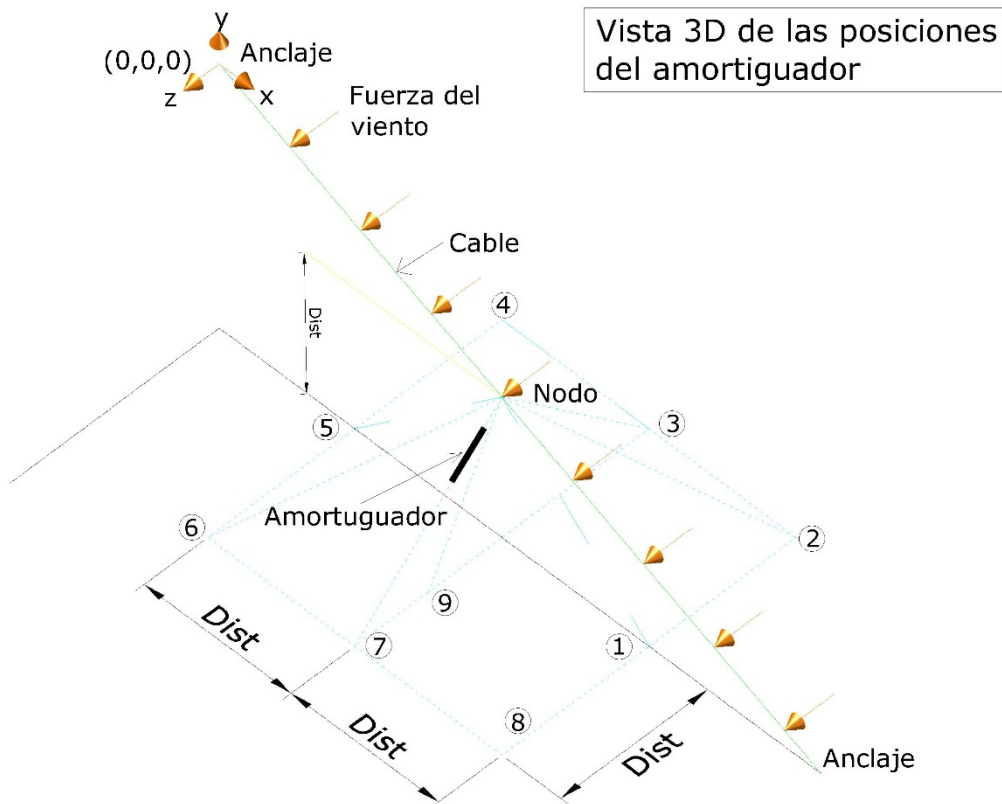 Vista 3D de las posiciones
del amortiguador
y
Anclaje
(0,0,0)
z
x
Fuerza del
viento
Cable
Dist
4
Nodo
5
3
Amortuguador
6
2
9
Dist
7
1
Dist
8
Dist
Anclaje